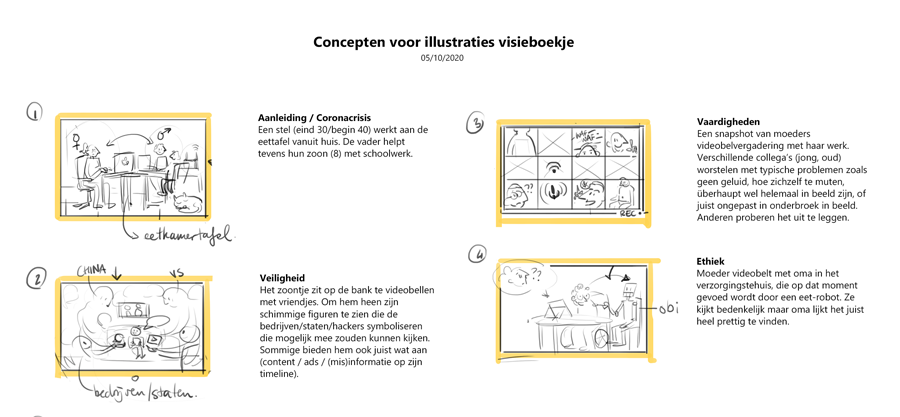 Concepten voor illustraties visieboekje
05/10/2020
1
Aanleiding / Coronacrisis
Een stel (eind 30/begin 40) werkt aan de
eettafel vanuit huis. De vader helpt
tevens hun zoon (8) met schoolwerk.
eetkamertafel.
2
CHINA
VS
Veiligheid
Het zoontje zit op de bank te videobellen
met vriendjes. Om hem heen zijn
schimmige figuren te zien die de
bedrijven/staten/hackers symboliseren
die mogelijk mee zouden kunnen kijken.
Sommige bieden hem ook juist wat aan
(content / ads / (mis)informatie op zijn
timeline).
bedrijven/staten.
3
WAF
WAF
REC
Vaardigheden
Een snapshot van moeders
videobelvergadering met haar werk.
Verschillende collega's (jong, oud)
worstelen met typische problemen zoals
geen geluid, hoe zichzelf te muten,
überhaupt wel helemaal in beeld zijn, of
juist ongepast in onderbroek in beeld.
Anderen proberen het uit te leggen.
4
??
obi
Ethiek
Moeder videobelt met oma in het
verzorgingstehuis, die op dat moment
gevoed wordt door een eet-robot. Ze
kijkt bedenkelijk maar oma lijkt het juist
heel prettig te vinden.